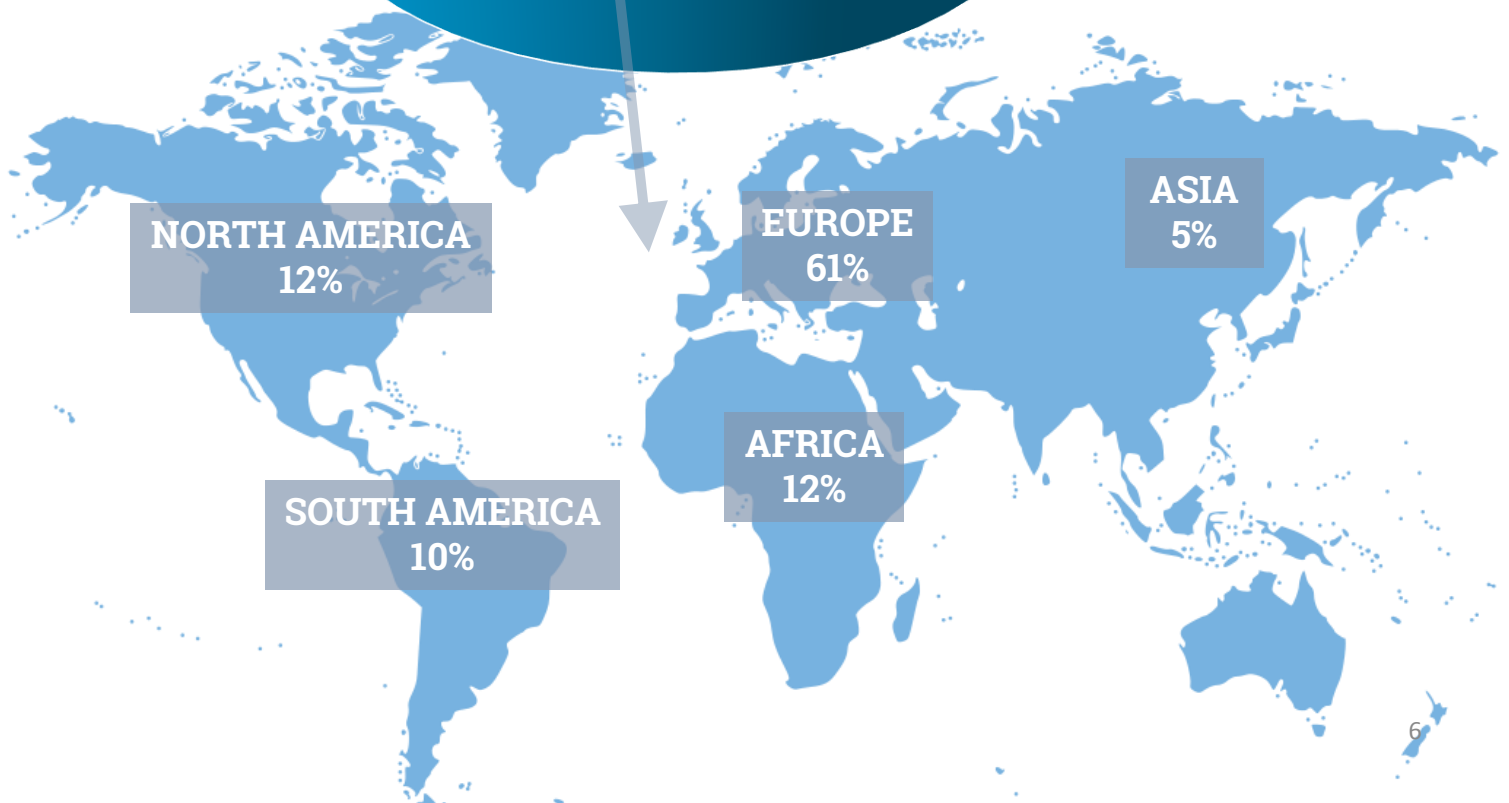 NORTH AMERICA
12%
EUROPE
61%
ASIA
5%
AFRICA
12%
SOUTH AMERICA
10%
6